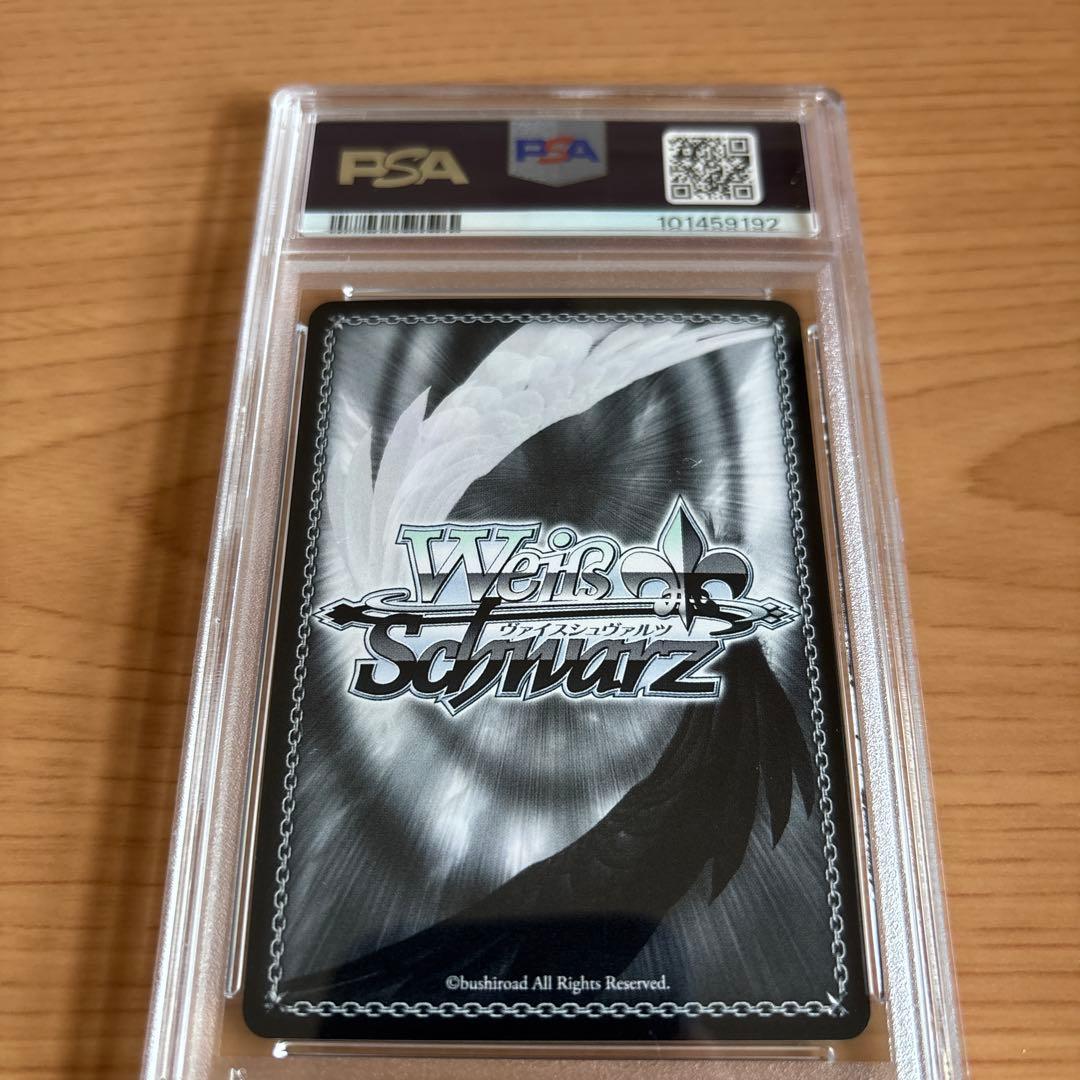 PSA
PSA
101459192
Weiß
ヴァイスシュヴァルツ
Schwarz
©bushiroad All Rights Reserved.